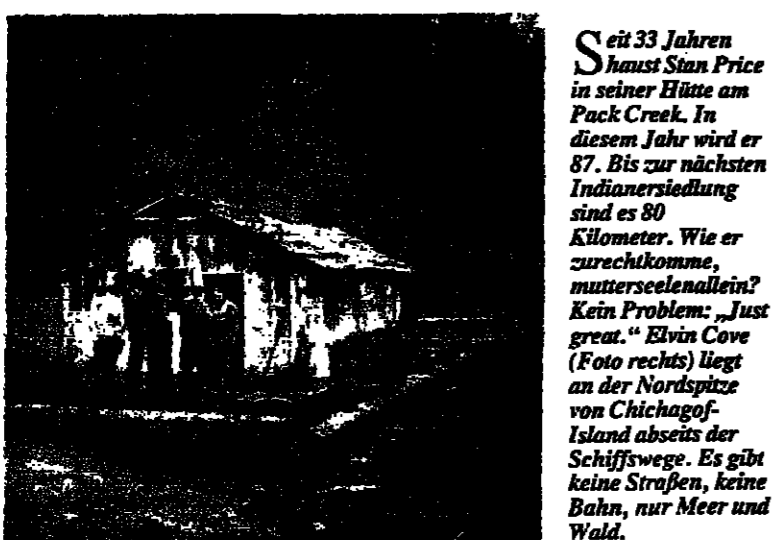 Seit 33 Jahren
haust Stan Price
in seiner Hütte am
Pack Creek. In
diesem Jahr wird er
87. Bis zur nächsten
Indianersiedlung
sind es 80
Kilometer. Wie er
zurechtkomme,
mutterseelenallein?
Kein Problem: „Just
great.“ Elvin Cove
(Foto rechts) liegt
an der Nordspitze
von Chichagof-
Island abseits der
Schiffswege. Es gibt
keine Straßen, keine
Bahn, nur Meer und
Wald.